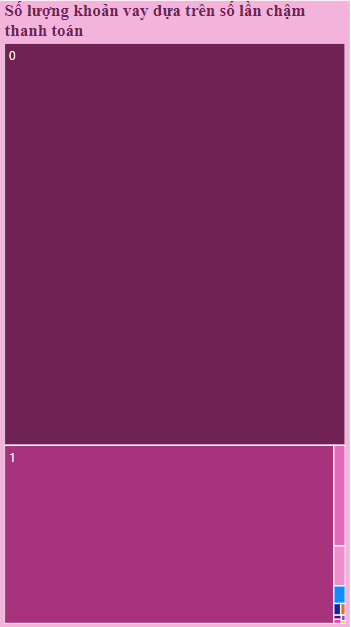 Số lượng khoản vay dựa trên số lần chậm
thanh toán
0
1